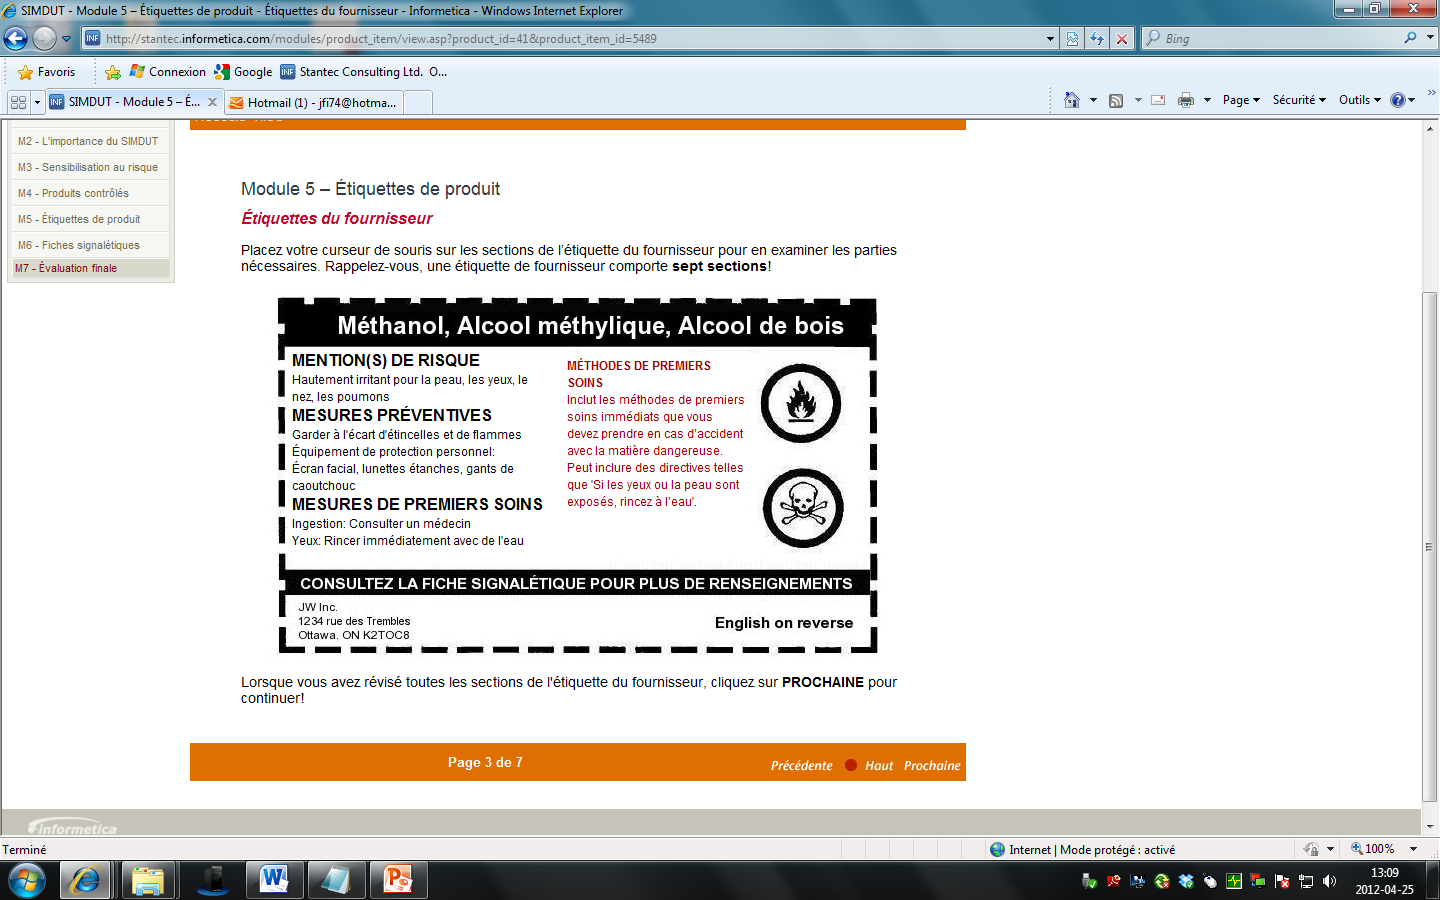 SIMDUT - Module 5 – Étiquettes de produit - Étiquettes du fournisseur - Informetica - Windows Internet Explorer
http://stantec.informetica.com/modules/product_item/view.asp?product_id=41&product_item_id=5489
Bing
Favoris
Connexion
Google
Stantec Consulting Ltd. O...
SIMDUT - Module 5 – É...
Hotmail (1) - jfi74@hotma...
Page
Sécurité
Outils
M2 - L'importance du SIMDUT
M3 - Sensibilisation au risque
M4 - Produits contrôlés
M5 - Étiquettes de produit
M6 - Fiches signalétiques
M7 - Évaluation finale
Module 5 – Étiquettes de produit
Étiquettes du fournisseur
Placez votre curseur de souris sur les sections de l’étiquette du fournisseur pour en examiner les parties
nécessaires. Rappelez-vous, une étiquette de fournisseur comporte sept sections!
Méthanol, Alcool méthylique, Alcool de bois
MENTION(S) DE RISQUE
Hautement irritant pour la peau, les yeux, le
nez, les poumons
MESURES PRÉVENTIVES
Garder à l'écart d'étincelles et de flammes
Équipement de protection personnel:
Écran facial, lunettes étanches, gants de
caoutchouc
MESURES DE PREMIERS SOINS
Ingestion: Consulter un médecin
Yeux: Rincer immédiatement avec de l'eau
MÉTHODES DE PREMIERS
SOINS
Inclut les méthodes de premiers
soins immédiats que vous
devez prendre en cas d’accident
avec la matière dangereuse.
Peut inclure des directives telles
que 'Si les yeux ou la peau sont
exposés, rincez à l’eau'.
CONSULTEZ LA FICHE SIGNALÉTIQUE POUR PLUS DE RENSEIGNEMENTS
JW Inc.
1234 rue des Trembles
Ottawa. ON K2TOC8
English on reverse
Lorsque vous avez révisé toutes les sections de l'étiquette du fournisseur, cliquez sur PROCHAINE pour
continuer!
Page 3 de 7
Précédente
Haut
Prochaine
informetica
Terminé
Internet | Mode protégé : activé
100%
13:09
2012-04-25